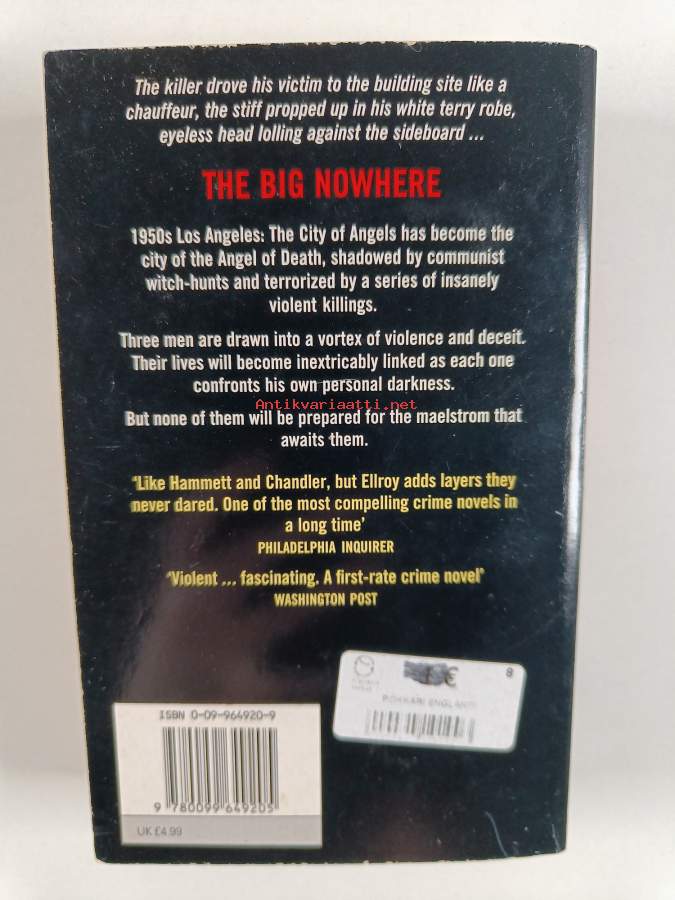 The killer drove his victim to the building site like a
chauffeur, the stiff propped up in his white terry robe,
eyeless head lolling against the sideboard ...
THE BIG NOWHERE
1950s Los Angeles: The City of Angels has become the
city of the Angel of Death, shadowed by communist
witch-hunts and terrorized by a series of insanely
violent killings.
Three men are drawn into a vortex of violence and deceit.
Their lives will become inextricably linked as each one
confronts his own personal darkness.
Antikvariaatti.net
But none of them will be prepared for the maelstrom that
awaits them.
'Like Hammett and Chandler, but Ellroy adds layers they
never dared. One of the most compelling crime novels in
a long time'
PHILADELPHIA INQUIRER
'Violent ... fascinating. A first-rate crime novel'
WASHINGTON POST
€
8
POKKARI ENGLANTI
ISBN 0-09-964920-9
9 780099 649205
UK £4.99